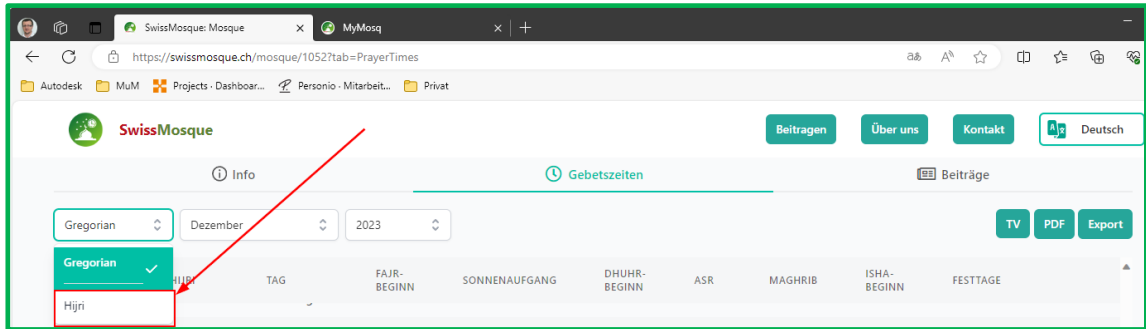 SwissMosque: Mosque
MyMosq
https://swissmosque.ch/mosque/1052?tab=PrayerTimes
Autodesk MuM Projects - Dashboar... Personio - Mitarbeit... Privat
SwissMosque
Beitragen Über uns Kontakt Deutsch
Info Gebetszeiten Beiträge
Gregorian Dezember 2023 TV PDF Export
Gregorian
TAG FAJR-BEGINN SONNENAUFGANG DHUHR-BEGINN ASR MAGHRIB ISHA-BEGINN FESTTAGE
Hijri